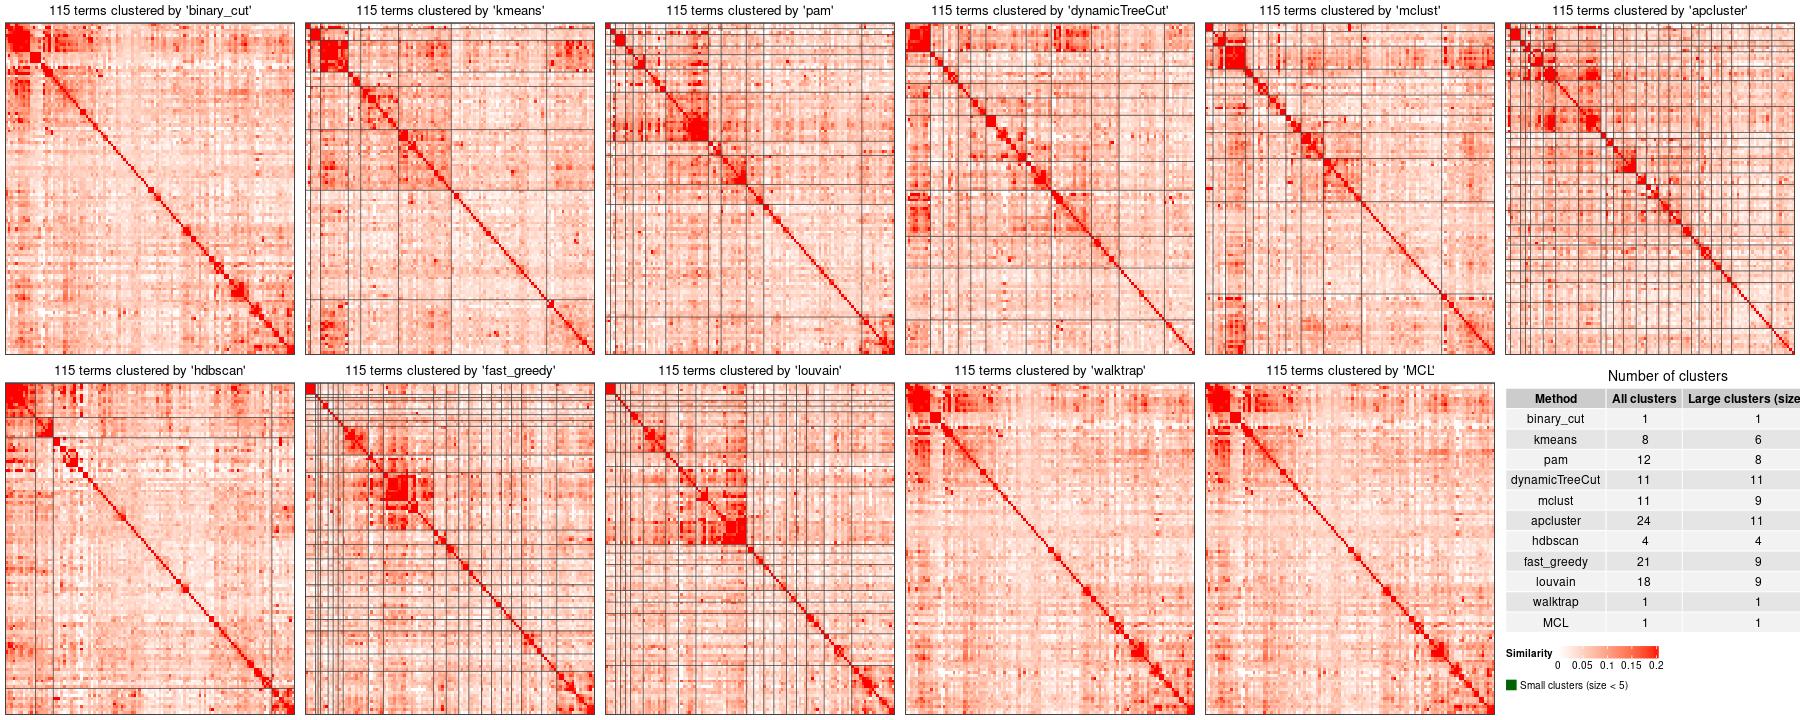 115 terms clustered by 'binary_cut'
115 terms clustered by 'kmeans'
115 terms clustered by 'pam'
115 terms clustered by 'dynamicTreeCut'
115 terms clustered by 'mclust'
115 terms clustered by 'apcluster'
115 terms clustered by 'hdbscan'
115 terms clustered by 'fast_greedy'
115 terms clustered by 'louvain'
115 terms clustered by 'walktrap'
115 terms clustered by 'MCL'
Number of clusters
Method All clusters Large clusters (size
binary_cut 1 1
kmeans 8 6
pam 12 8
dynamicTreeCut 11 11
mclust 11 9
apcluster 24 11
hdbscan 4 4
fast_greedy 21 9
louvain 18 9
walktrap 1 1
MCL 1 1
Similarity
0 0.05 0.1 0.15 0.2
Small clusters (size < 5)